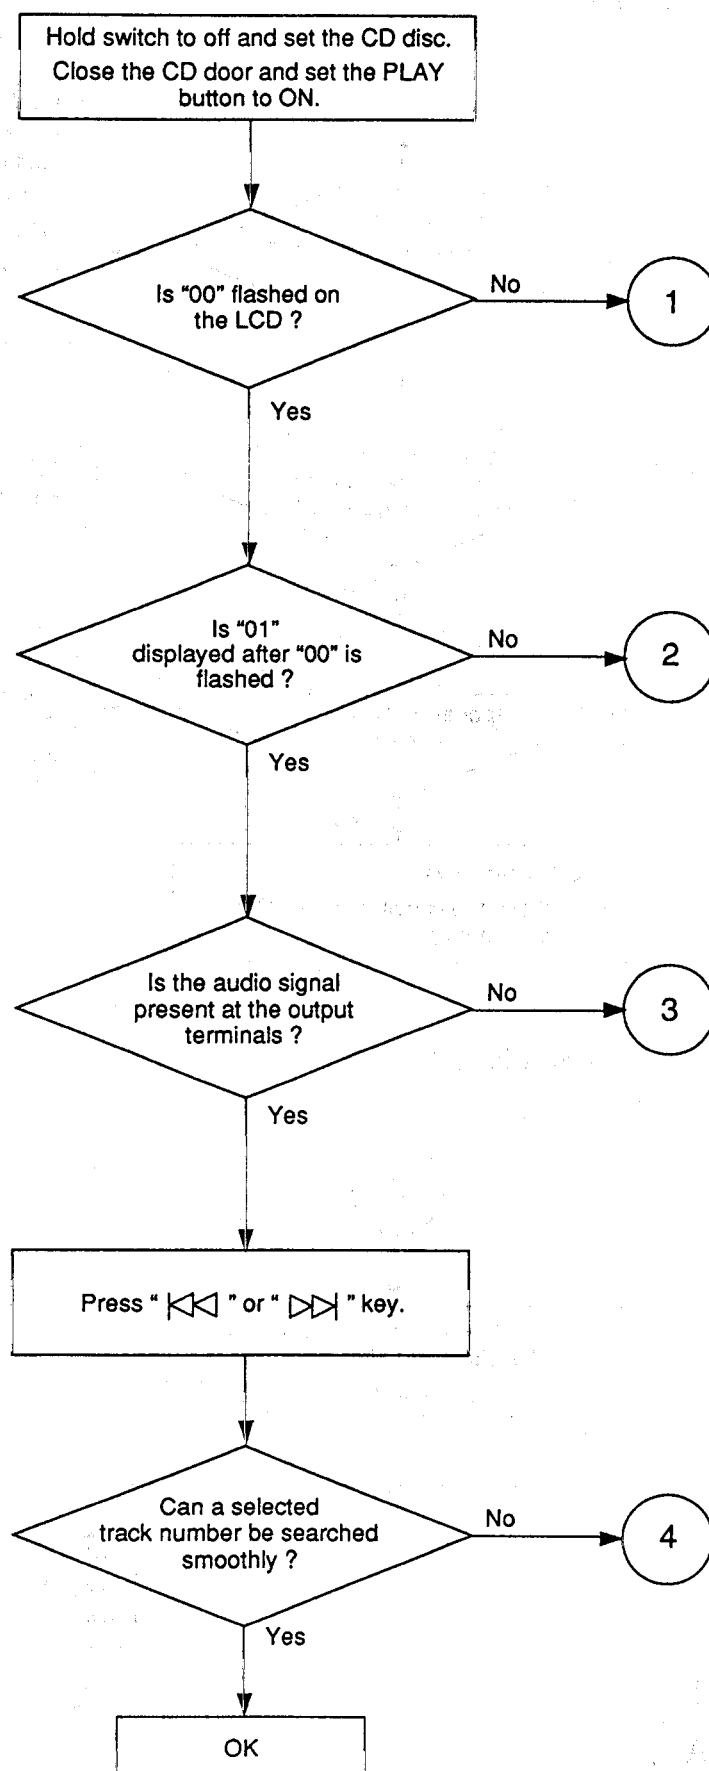 Hold switch to off and set the CD disc.
Close the CD door and set the PLAY
button to ON.
Is “00” flashed on
the LCD ?
No
1
Yes
Is “01”
displayed after “00” is
flashed ?
No
2
Yes
Is the audio signal
present at the output
terminals ?
No
3
Yes
Press “ |◁◁ ” or “ ▷▷| ” key.
Can a selected
track number be searched
smoothly ?
No
4
Yes
OK